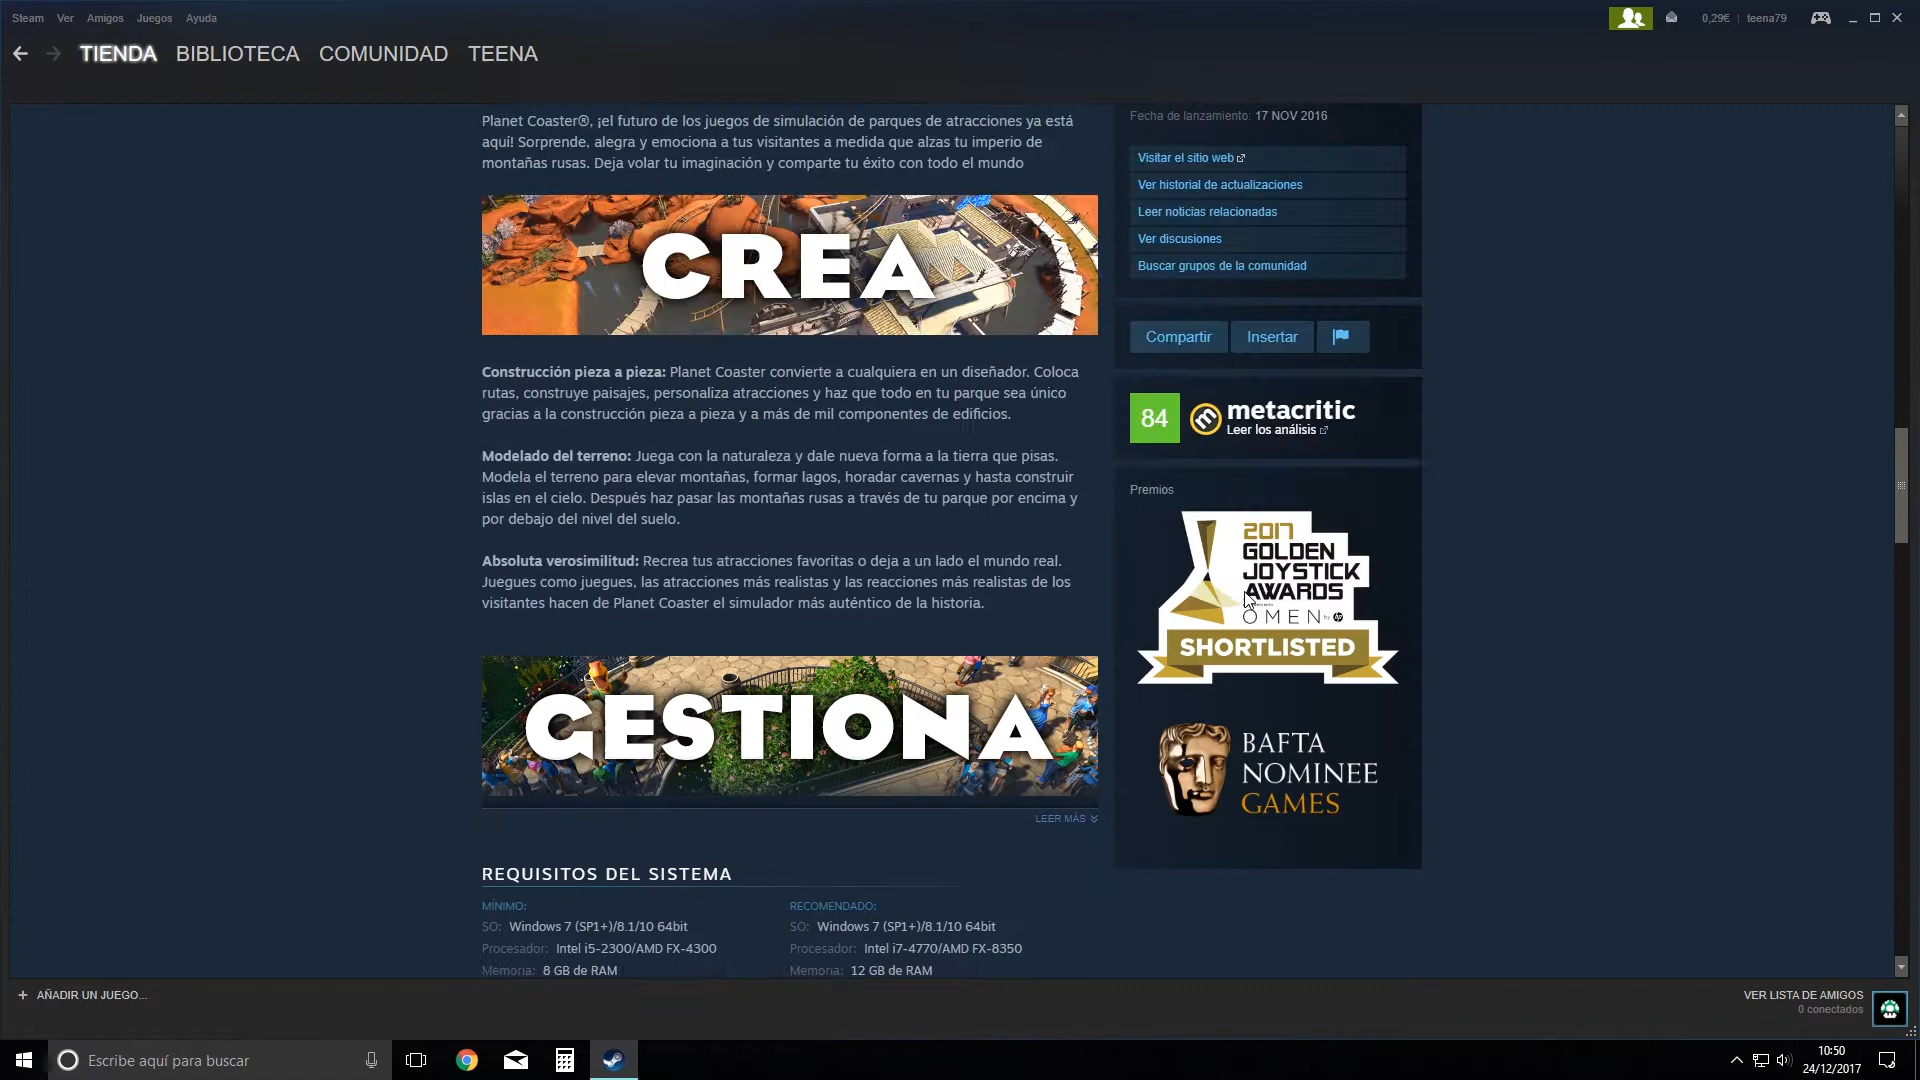 Steam Ver Amigos Juegos Ayuda
0,29€ | teena79
TIENDA BIBLIOTECA COMUNIDAD TEENA
Planet Coaster®, ¡el futuro de los juegos de simulación de parques de atracciones ya está
aquí! Sorprende, alegra y emociona a tus visitantes a medida que alzas tu imperio de
montañas rusas. Deja volar tu imaginación y comparte tu éxito con todo el mundo
CREA
Construcción pieza a pieza: Planet Coaster convierte a cualquiera en un diseñador. Coloca
rutas, construye paisajes, personaliza atracciones y haz que todo en tu parque sea único
gracias a la construcción pieza a pieza y a más de mil componentes de edificios.
Modelado del terreno: Juega con la naturaleza y dale nueva forma a la tierra que pisas.
Modela el terreno para elevar montañas, formar lagos, horadar cavernas y hasta construir
islas en el cielo. Después haz pasar las montañas rusas a través de tu parque por encima y
por debajo del nivel del suelo.
Absoluta verosimilitud: Recrea tus atracciones favoritas o deja a un lado el mundo real.
Juegues como juegues, las atracciones más realistas y las reacciones más realistas de los
visitantes hacen de Planet Coaster el simulador más auténtico de la historia.
GESTIONA
LEER MÁS
REQUISITOS DEL SISTEMA
MÍNIMO:
SO: Windows 7 (SP1+)/8.1/10 64bit
Procesador: Intel i5-2300/AMD FX-4300
Memoria: 8 GB de RAM
RECOMENDADO:
SO: Windows 7 (SP1+)/8.1/10 64bit
Procesador: Intel i7-4770/AMD FX-8350
Memoria: 12 GB de RAM
Fecha de lanzamiento: 17 NOV 2016
Visitar el sitio web
Ver historial de actualizaciones
Leer noticias relacionadas
Ver discusiones
Buscar grupos de la comunidad
Compartir Insertar
84 metacritic
Leer los análisis
Premios
2017
GOLDEN
JOYSTICK
AWARDS
OMEN by hp
SHORTLISTED
BAFTA
NOMINEE
GAMES
+ AÑADIR UN JUEGO...
VER LISTA DE AMIGOS
0 conectados
Escribe aquí para buscar
10:50
24/12/2017